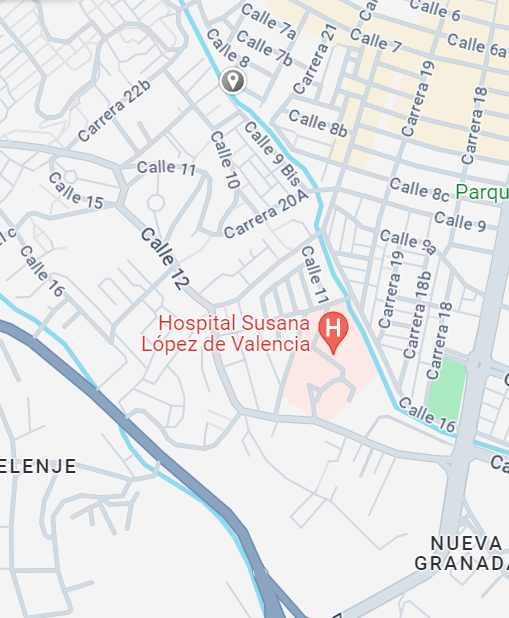 Calle 6
Calle 7a
Calle 8
Calle 7b
Carrera 21
Calle 7
Calle 6a
Carrera 22b
Carrera 19
Carrera 18
Calle 8b
Calle 9 Bis
Calle 10
Calle 11
Calle 15
Calle 8c
Parqu
Carrera 20A
Calle 9
Calle 9a
Calle 12
Calle 16
Calle 11
Carrera 19
Carrera 18b
Carrera 18
Hospital Susana
López de Valencia
H
Calle 16
Ca
ELENJE
NUEVA
GRANADA